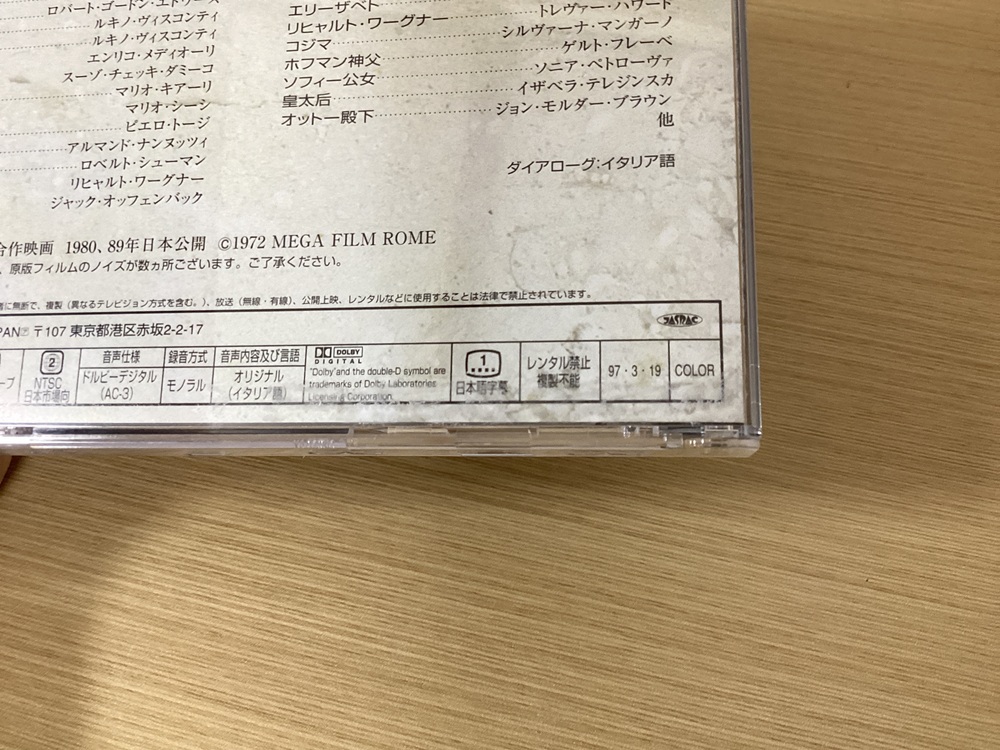 ロバート・ゴードン・エドワーズ
ルキノ・ヴィスコンティ
ルキノ・ヴィスコンティ
エンリコ・メディオーリ
スーゾ・チェッキ・ダミーコ
マリオ・キアーリ
マリオ・シーシ
ピエロ・トージ
アルマンド・ナンヌッツィ
ロベルト・シューマン
リヒャルト・ワーグナー
ジャック・オッフェンバック
エリーザベト
リヒャルト・ワーグナー トレヴァー・ハワード
コジマ シルヴァーナ・マンガーノ
ホフマン神父 ゲルト・フレーベ
ソフィー公女 ソニア・ペトローヴァ
皇太后 イザベラ・テレジンスカ
オットー殿下 ジョン・モルダー・ブラウン
他
ダイアローグ:イタリア語
合作映画 1980、89年日本公開 ©1972 MEGA FILM ROME
、原版フィルムのノイズが数ヵ所ございます。ご了承ください。
者に無断で、複製（異なるテレビジョン方式を含む。）、放送（無線・有線）、公開上映、レンタルなどに使用することは法律で禁止されています。
PAN℗ 〒107 東京都港区赤坂2-2-17
JASRAC
ープ
2
NTSC
日本市場向
音声仕様
ドルビーデジタル
(AC-3)
録音方式
モノラル
音声内容及び言語
オリジナル
(イタリア語)
DOLBY
DIGITAL
"Dolby and the double-D symbol are
trademarks of Dolby Laboratories
License & Corporation.
1
日本語字幕
レンタル禁止
複製不能
97・3・19
COLOR